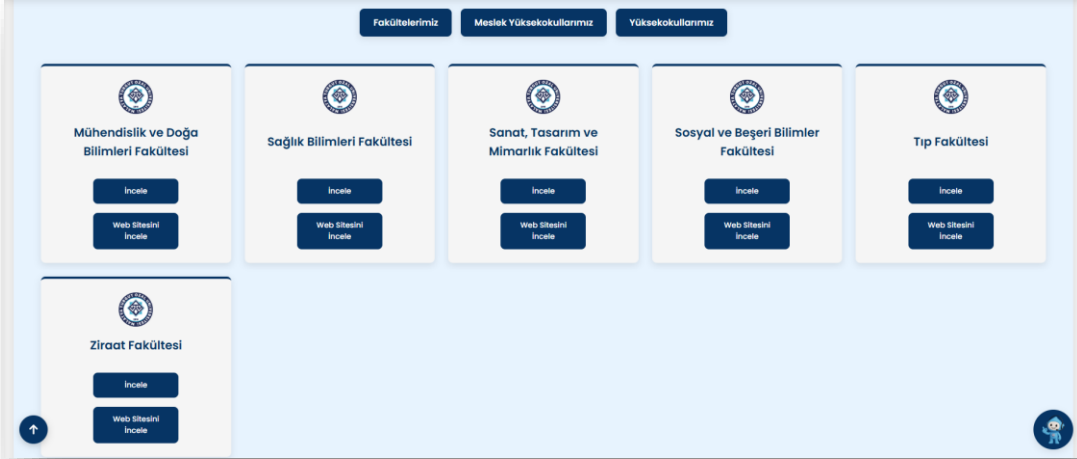 Fakültelerimiz
Meslek Yüksekokullarımız
Yüksekokullarımız
Mühendislik ve Doğa
Bilimleri Fakültesi
İncele
Web Sitesini
İncele
Sağlık Bilimleri Fakültesi
İncele
Web Sitesini
İncele
Sanat, Tasarım ve
Mimarlık Fakültesi
İncele
Web Sitesini
İncele
Sosyal ve Beşeri Bilimler
Fakültesi
İncele
Web Sitesini
İncele
Tıp Fakültesi
İncele
Web Sitesini
İncele
Ziraat Fakültesi
İncele
Web Sitesini
İncele